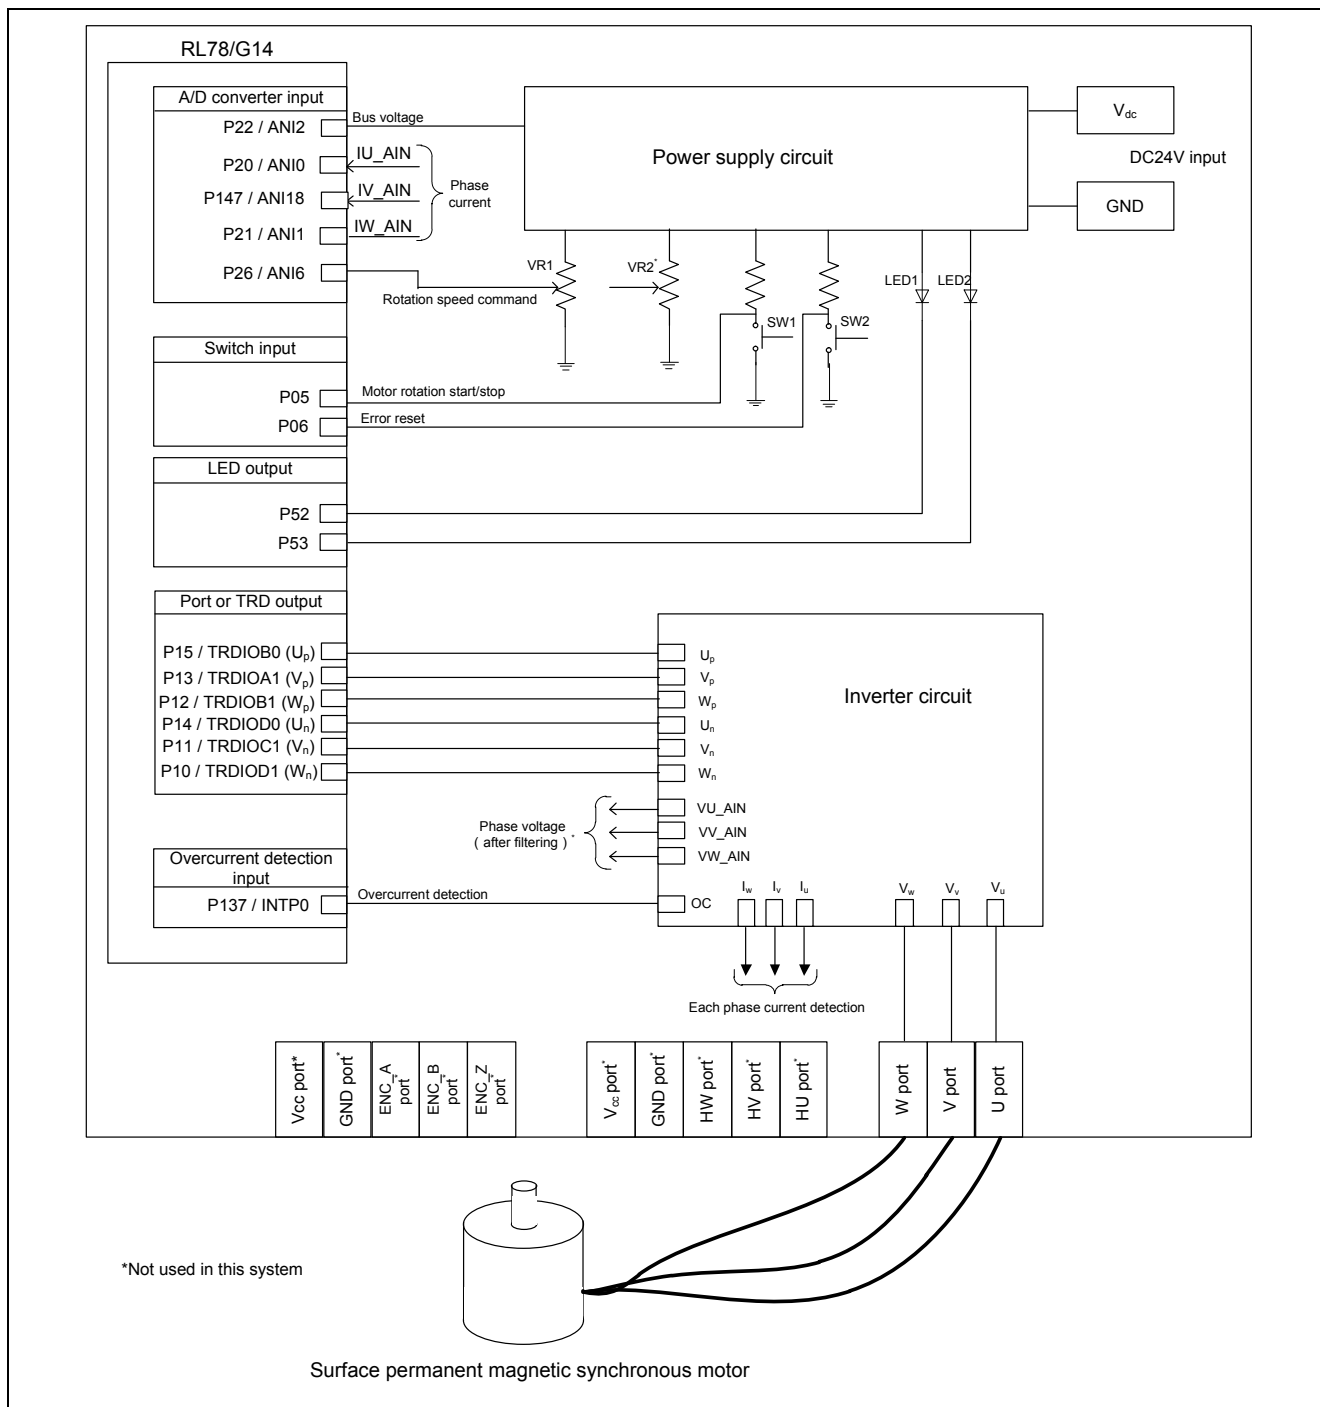 RL78/G14
A/D converter input
P22 / ANI2
Bus voltage
P20 / ANI0
IU_AIN
P147 / ANI18
IV_AIN
P21 / ANI1
IW_AIN
Phase
current
P26 / ANI6
Rotation speed command
Power supply circuit
Vdc
DC24V input
GND
VR1
VR2*
SW1
SW2
LED1
LED2
Switch input
P05
Motor rotation start/stop
P06
Error reset
LED output
P52
P53
Port or TRD output
P15 / TRDIOB0 (Up)
P13 / TRDIOA1 (Vp)
P12 / TRDIOB1 (Wp)
P14 / TRDIOD0 (Un)
P11 / TRDIOC1 (Vn)
P10 / TRDIOD1 (Wn)
Inverter circuit
Up
Vp
Wp
Un
Vn
Wn
VU_AIN
VV_AIN
VW_AIN
Phase voltage
( after filtering ) *
Overcurrent detection
input
P137 / INTP0
Overcurrent detection
OC
Iw
Iv
Iu
Vw
Vv
Vu
Each phase current detection
Vcc port*
GND port*
ENC_A
port*
ENC_B
port*
ENC_Z
port*
Vcc port*
GND port*
HW port*
HV port*
HU port*
W port
V port
U port
*Not used in this system
Surface permanent magnetic synchronous motor